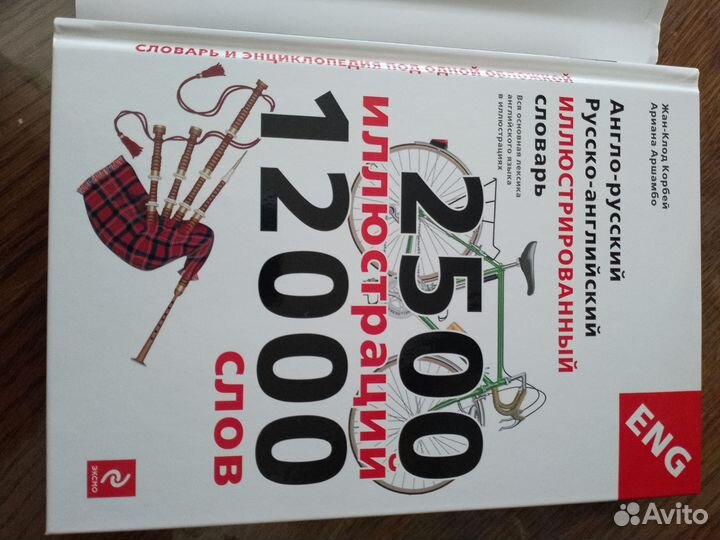 Жан-Клод Корбей
Ариана Аршамбо
Англо-русский
Русско-английский
ИЛЛЮСТРИРОВАННЫЙ
словарь
Вся основная лексика
английского языка
в иллюстрациях
ENG
2500
иллюстраций
12000
слов
СЛОВАРЬ И ЭНЦИКЛОПЕДИЯ ПОД ОДНОЙ ОБЛОЖКОЙ
ЭКСМО
Avito